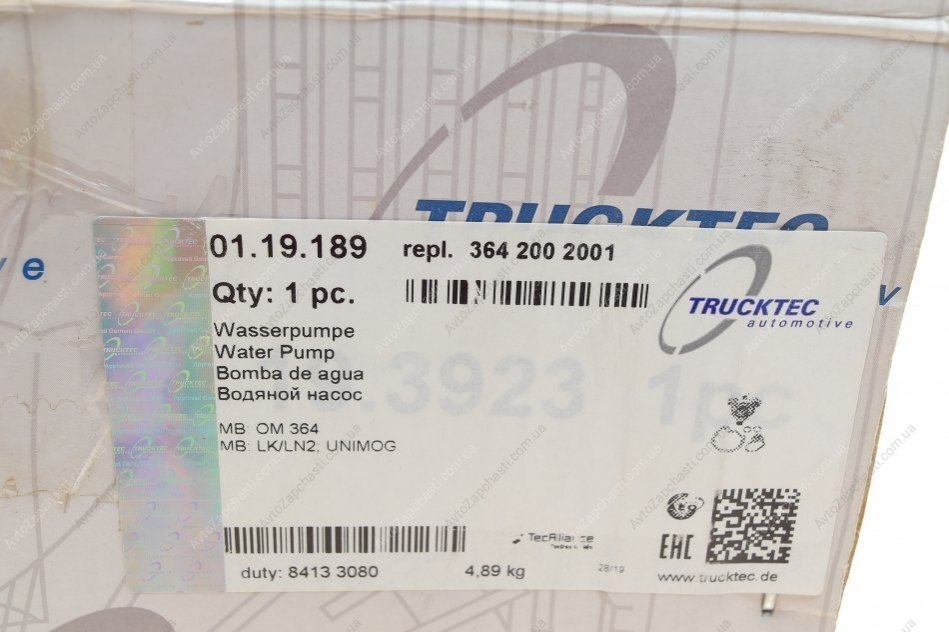 TRUCKTEC
ve
v
01.19.189 repl. 364 200 2001
Qty: 1 pc.
TRUCKTEC
automotive
Wasserpumpe
Water Pump
Bomba de agua
Водяной насос
.3923 1pc
MB: OM 364
MB: LK/LN2; UNIMOG
TecAlliance
EAC
duty: 8413 3080 4,89 kg 28/19
www.trucktec.de
AvtoZapchasti.com.ua